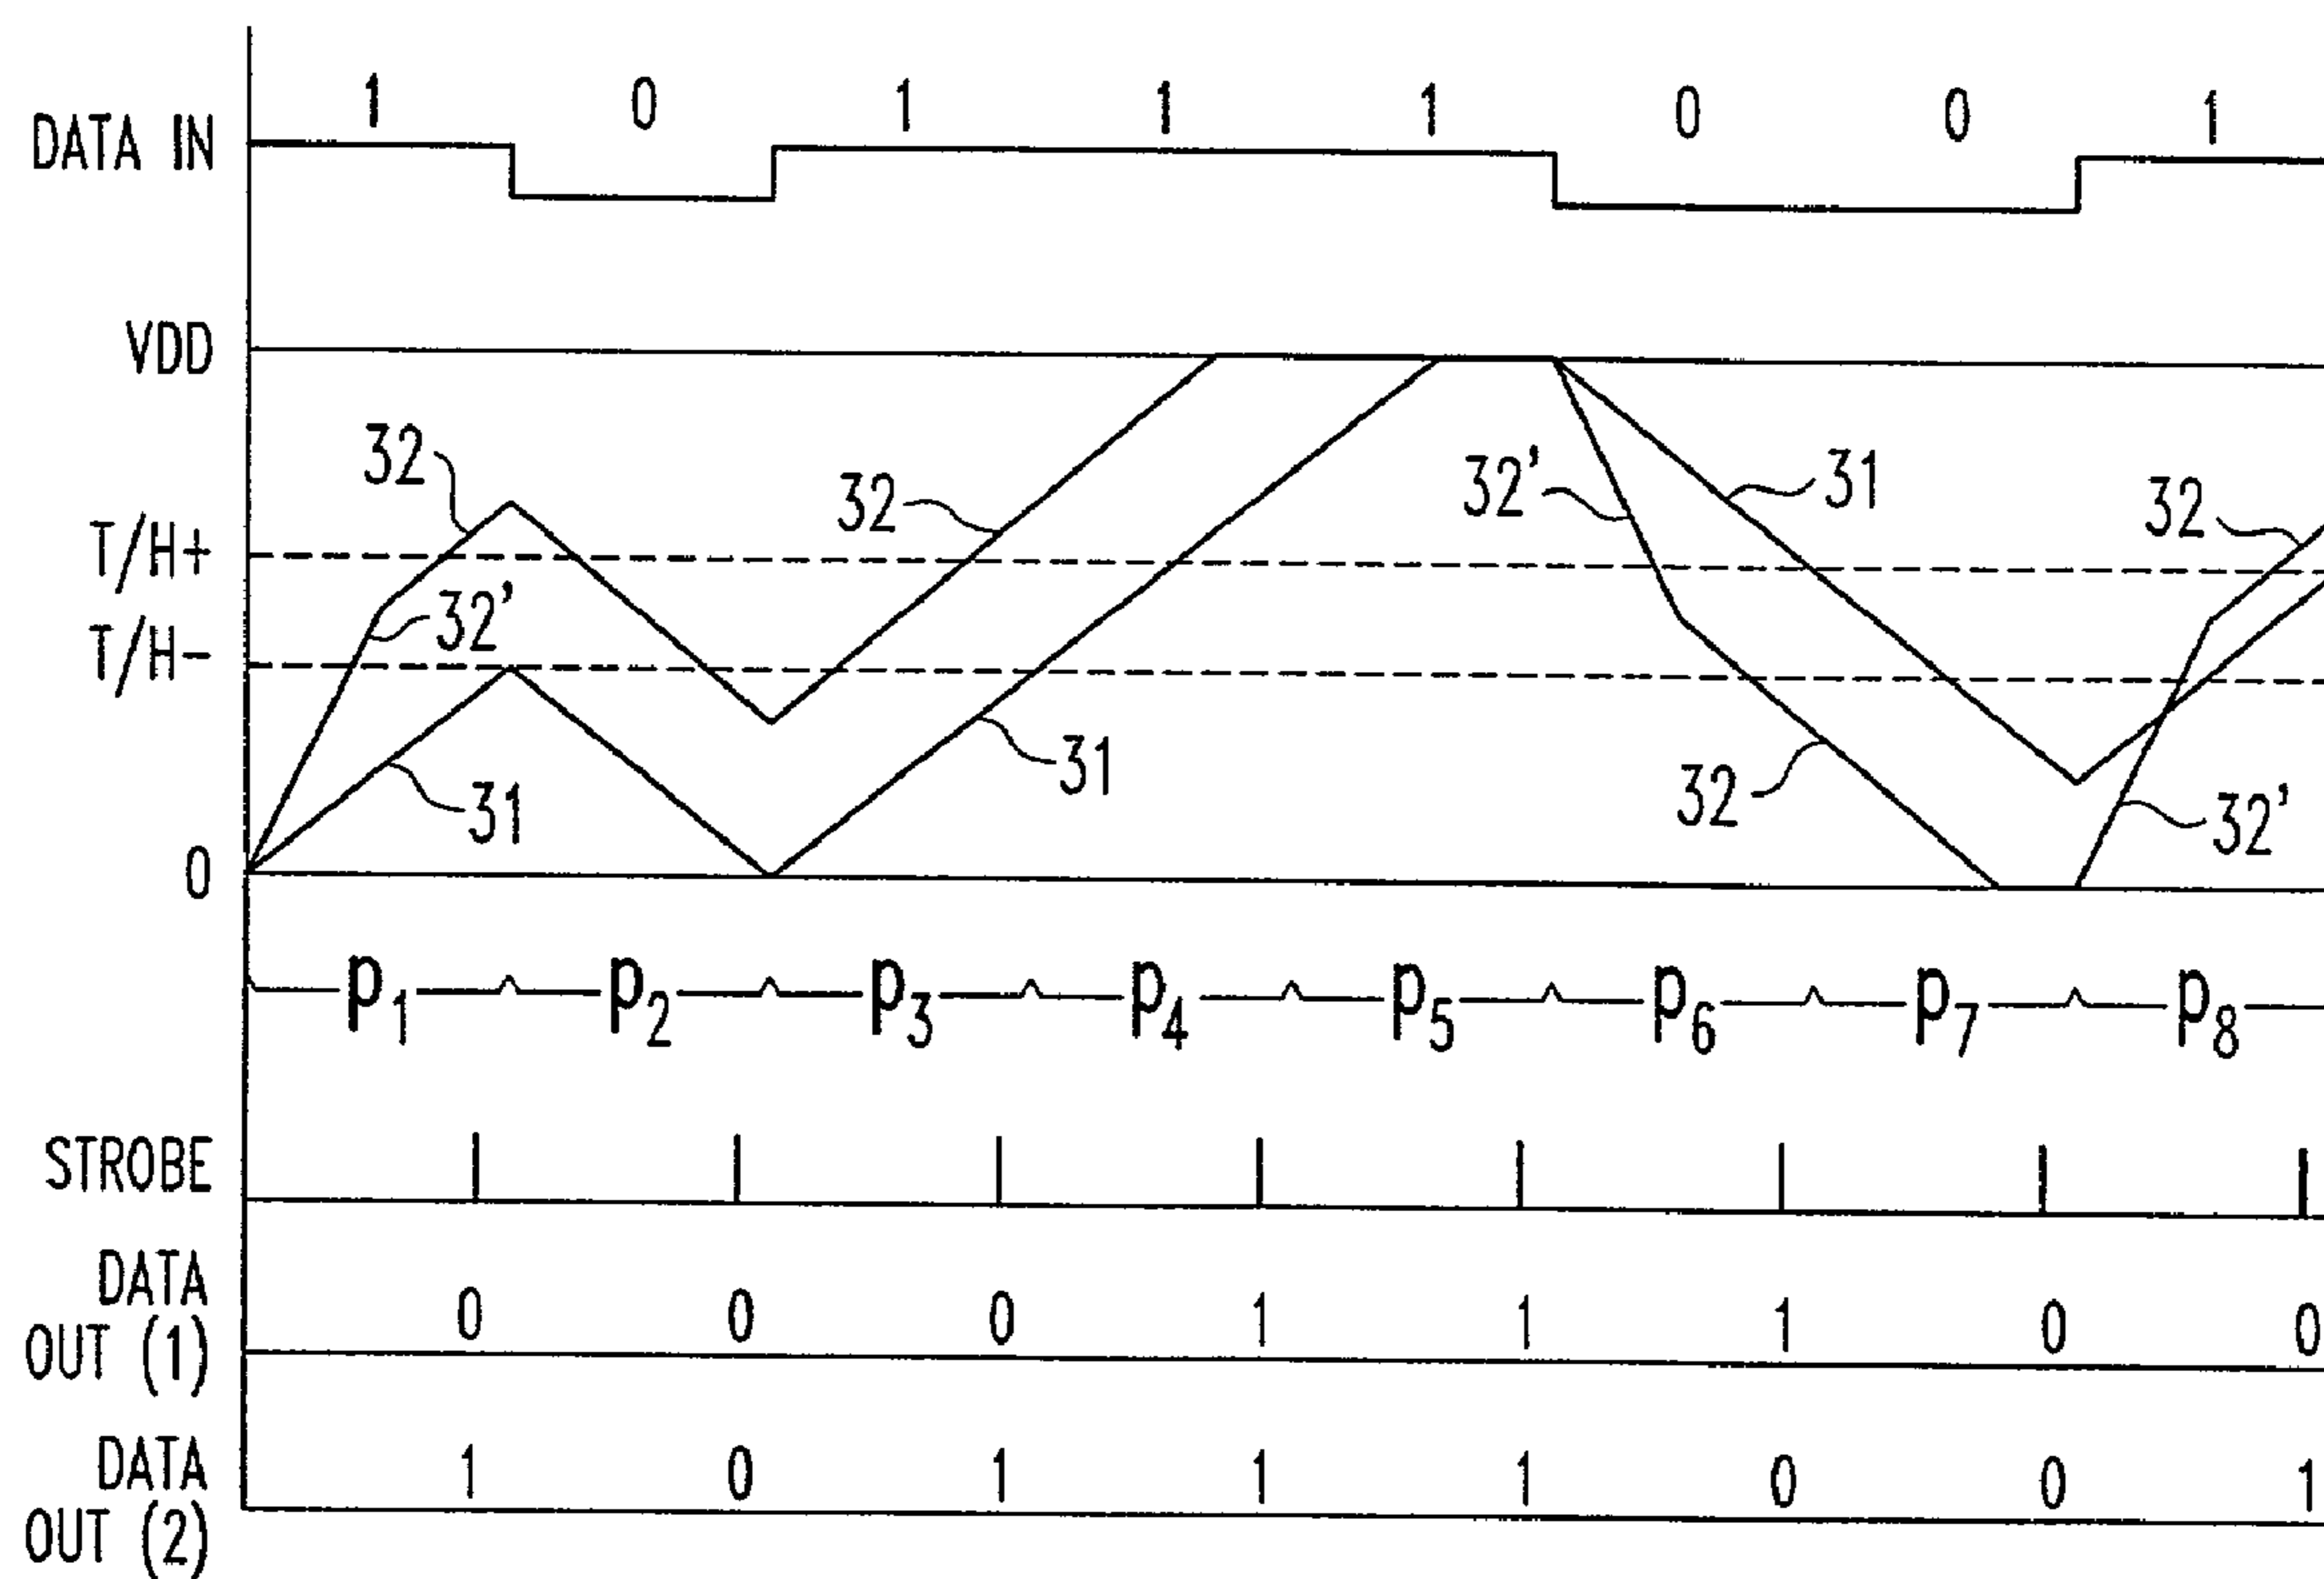 1 0 1 1 1 0 0 1
DATA IN
VDD
32 32 32' 31 32
T/H+
32'
T/H-
31 31 32 32'
0
P1 P2 P3 P4 P5 P6 P7 P8
STROBE
DATA
OUT (1)
0 0 0 1 1 1 0 0
DATA
OUT (2)
1 0 1 1 1 0 0 1